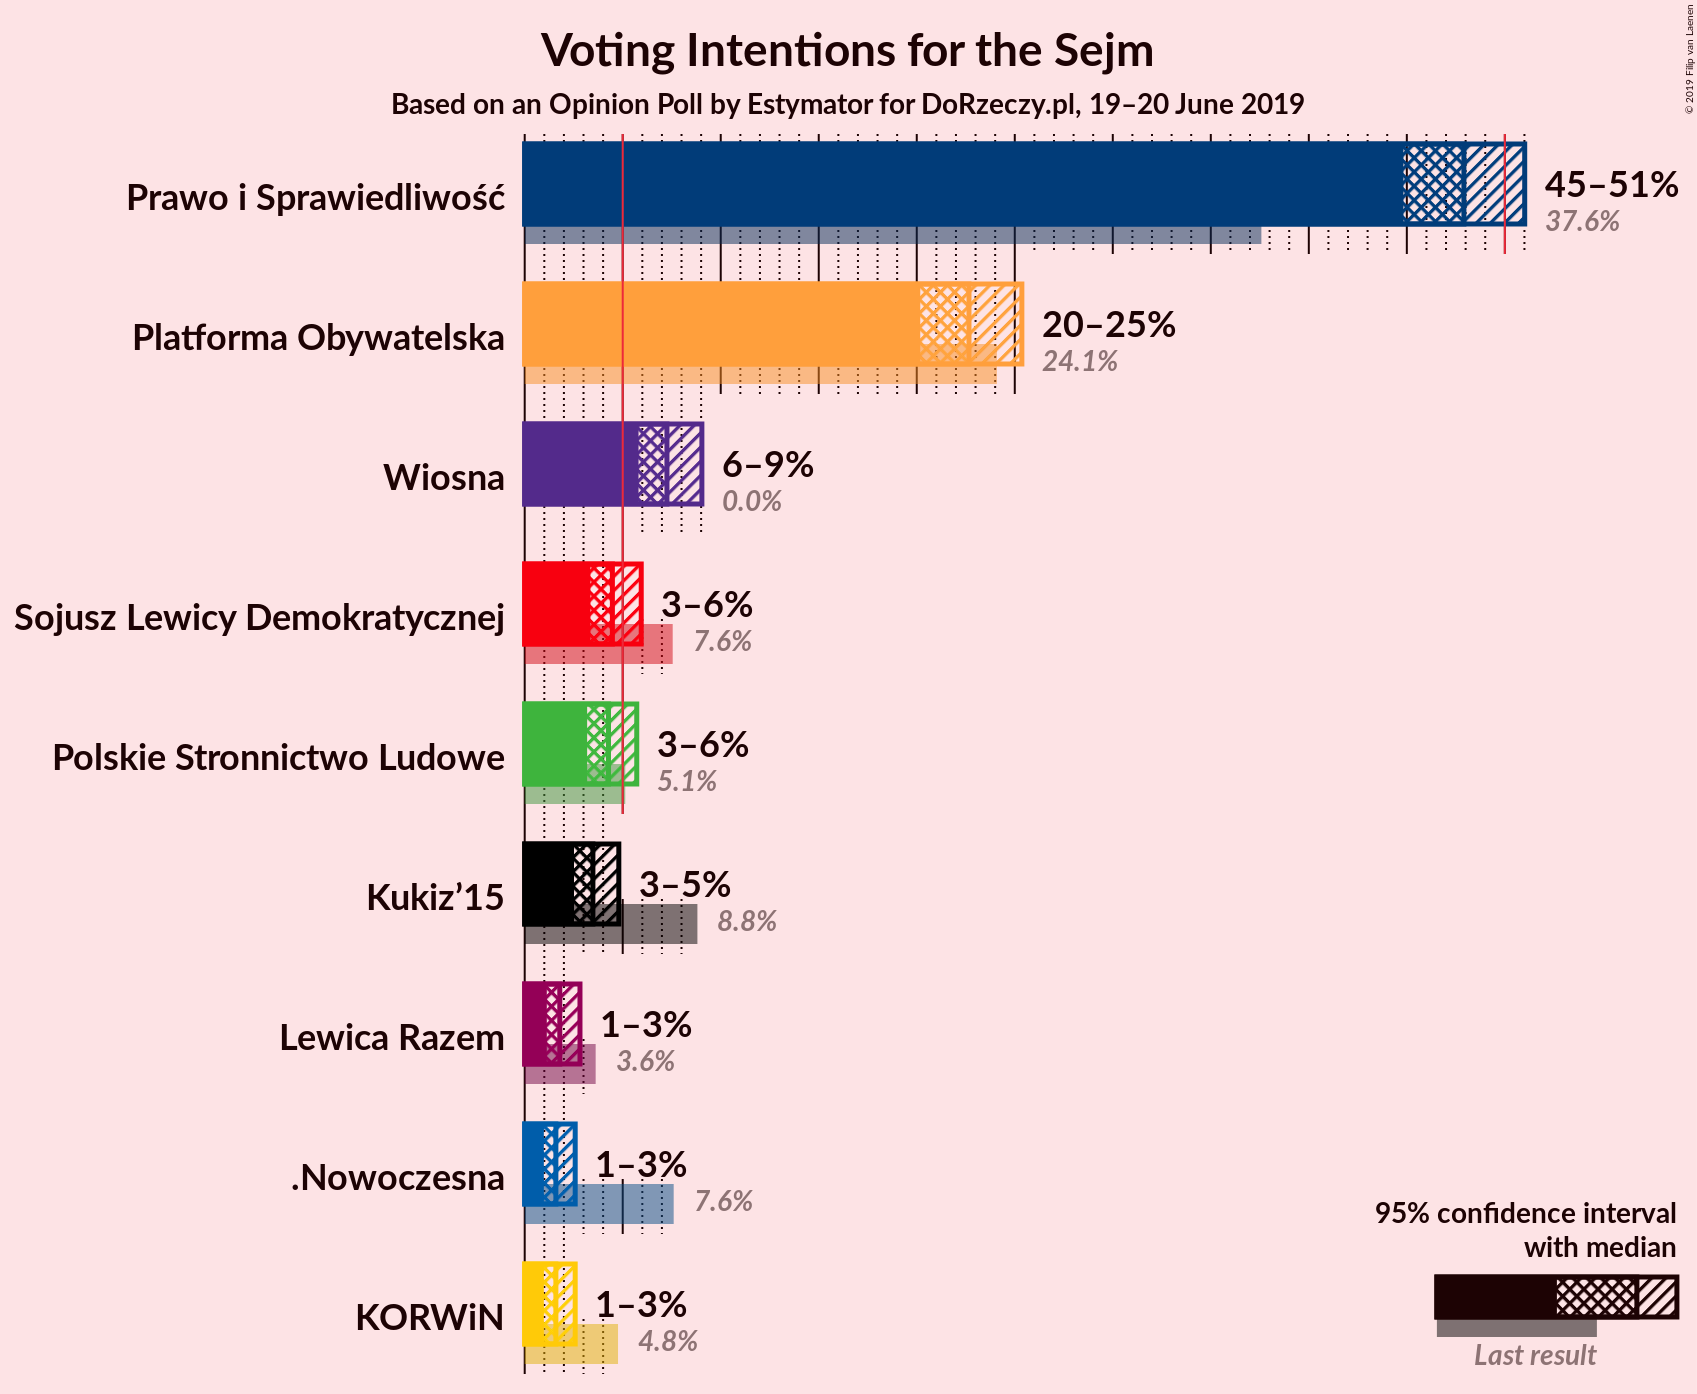 Voting Intentions for the Sejm
Based on an Opinion Poll by Estymator for DoRzeczy.pl, 19–20 June 2019
© 2019 Filip van Laenen
Prawo i Sprawiedliwość
45–51%
37.6%
Platforma Obywatelska
20–25%
24.1%
Wiosna
6–9%
0.0%
Sojusz Lewicy Demokratycznej
3–6%
7.6%
Polskie Stronnictwo Ludowe
3–6%
5.1%
Kukiz’15
3–5%
8.8%
Lewica Razem
1–3%
3.6%
.Nowoczesna
1–3%
7.6%
KORWiN
1–3%
4.8%
95% confidence interval
with median
Last result